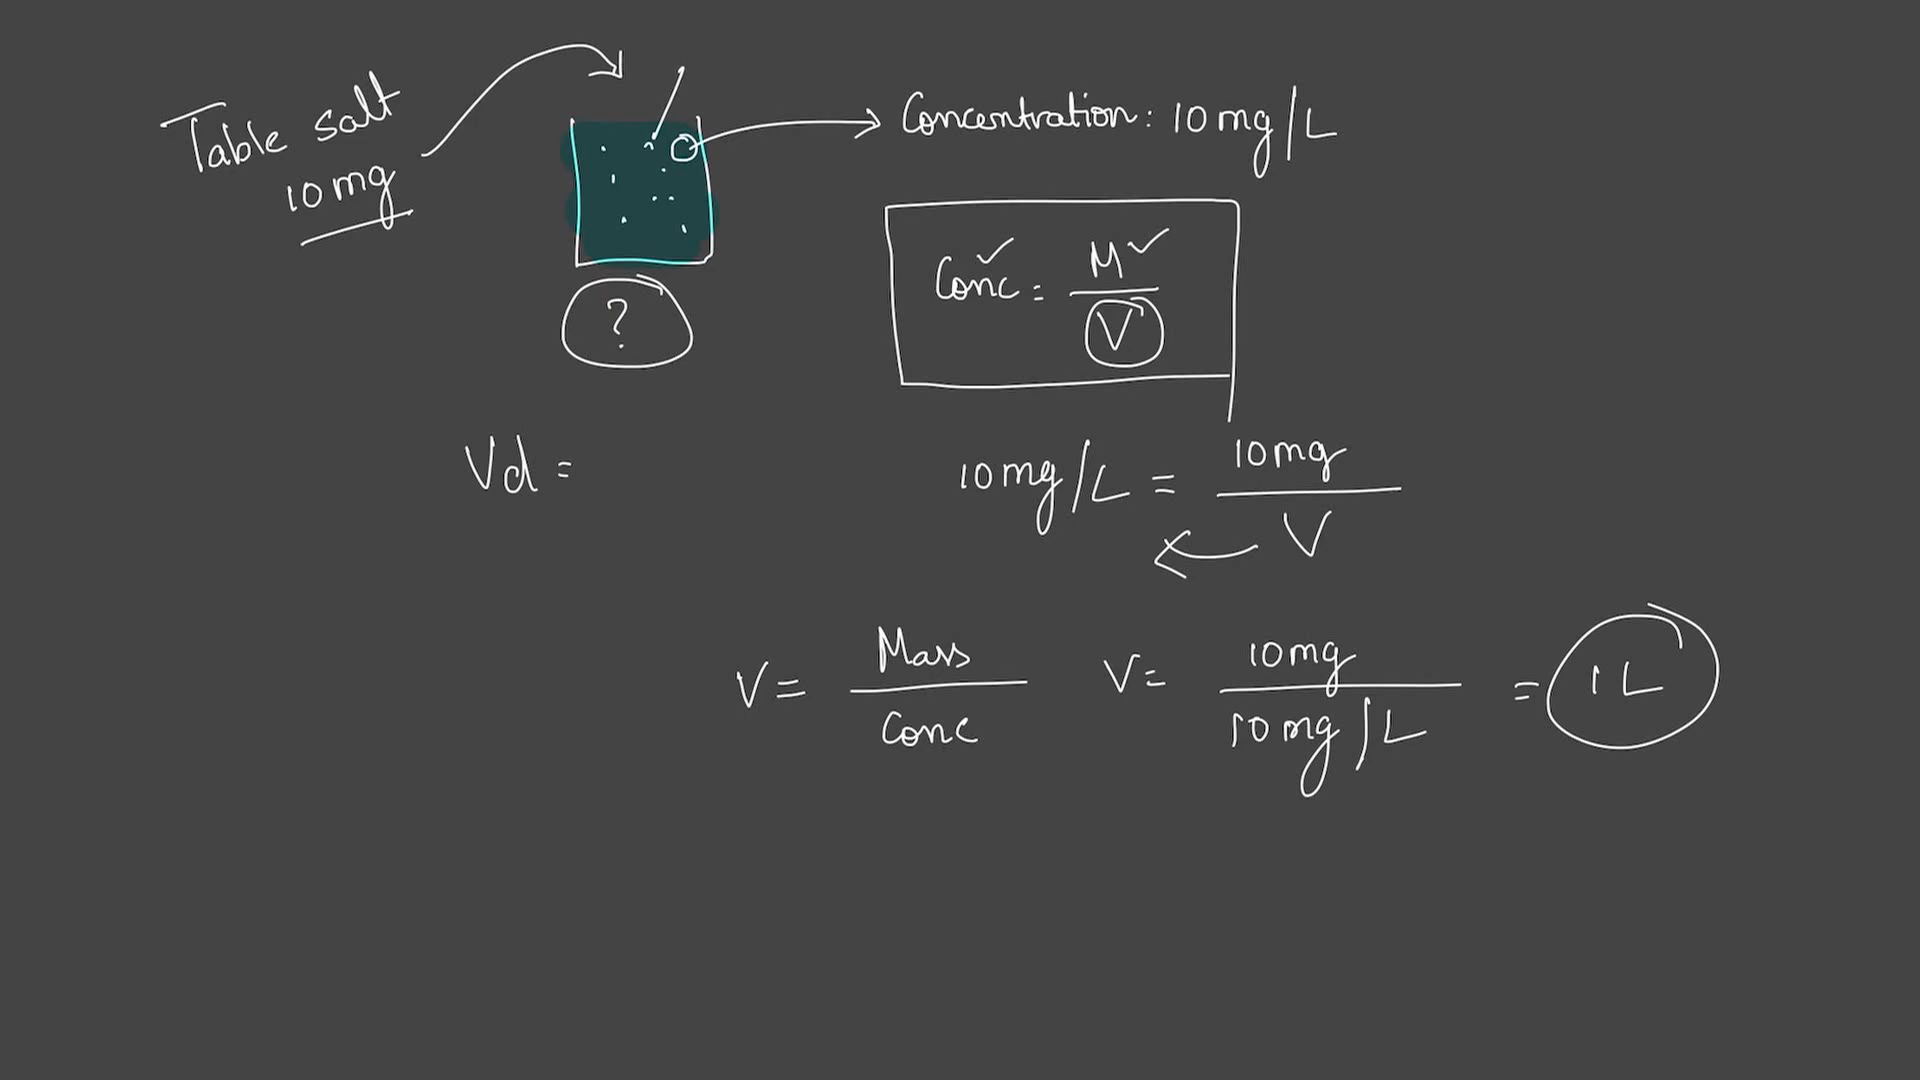 Table salt
10 mg
Concentration: 10 mg/L
?
Conc = M
V
Vd =
10 mg/L = 10 mg
V
V = Mass
Conc
V = 10 mg
10 mg/L
= 1 L